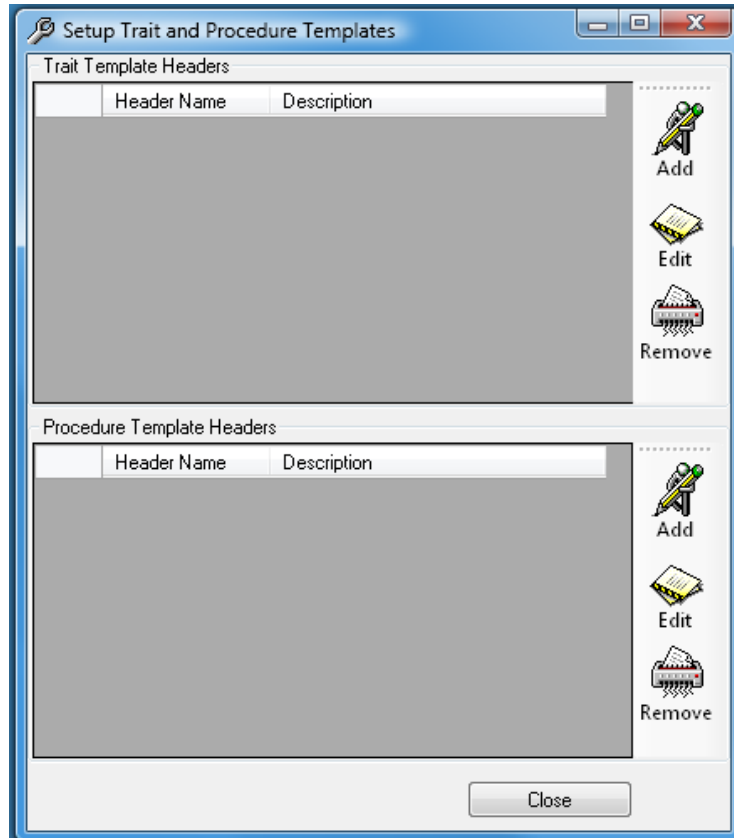 Setup Trait and Procedure Templates
Trait Template Headers
Header Name Description
Add
Edit
Remove
Procedure Template Headers
Header Name Description
Add
Edit
Remove
Close